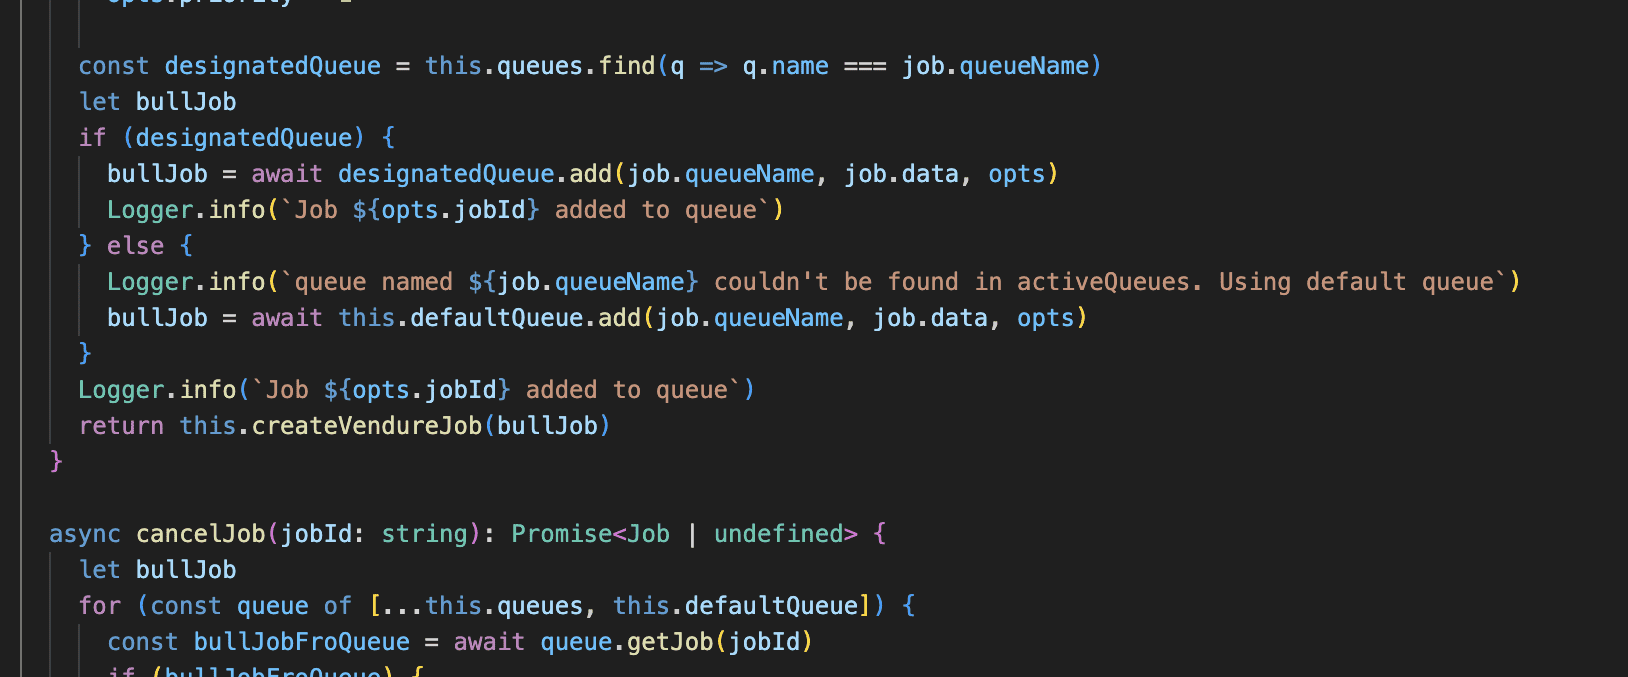 opts.priority
const designatedQueue = this.queues.find(q => q.name === job.queueName)
let bullJob
if (designatedQueue) {
bullJob = await designatedQueue.add(job.queueName, job.data, opts)
Logger.info(`Job ${opts.jobId} added to queue`)
} else {
Logger.info(`queue named ${job.queueName} couldn't be found in activeQueues. Using default queue`)
bullJob = await this.defaultQueue.add(job.queueName, job.data, opts)
}
Logger.info(`Job ${opts.jobId} added to queue`)
return this.createVendureJob(bullJob)
}
async cancelJob(jobId: string): Promise<Job | undefined> {
let bullJob
for (const queue of [...this.queues, this.defaultQueue]) {
const bullJobFroQueue = await queue.getJob(jobId)
if (bullJobFroQueue) {